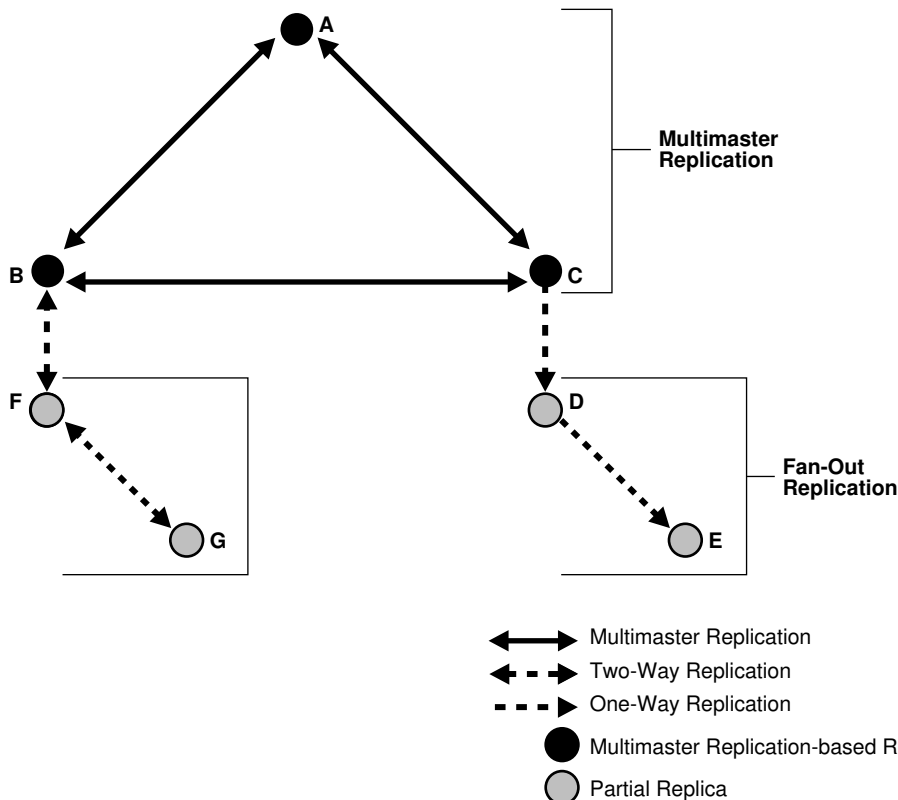 A
Multimaster
Replication
B
C
F
D
Fan-Out
Replication
G
E
Multimaster Replication
Two-Way Replication
One-Way Replication
Multimaster Replication-based R
Partial Replica